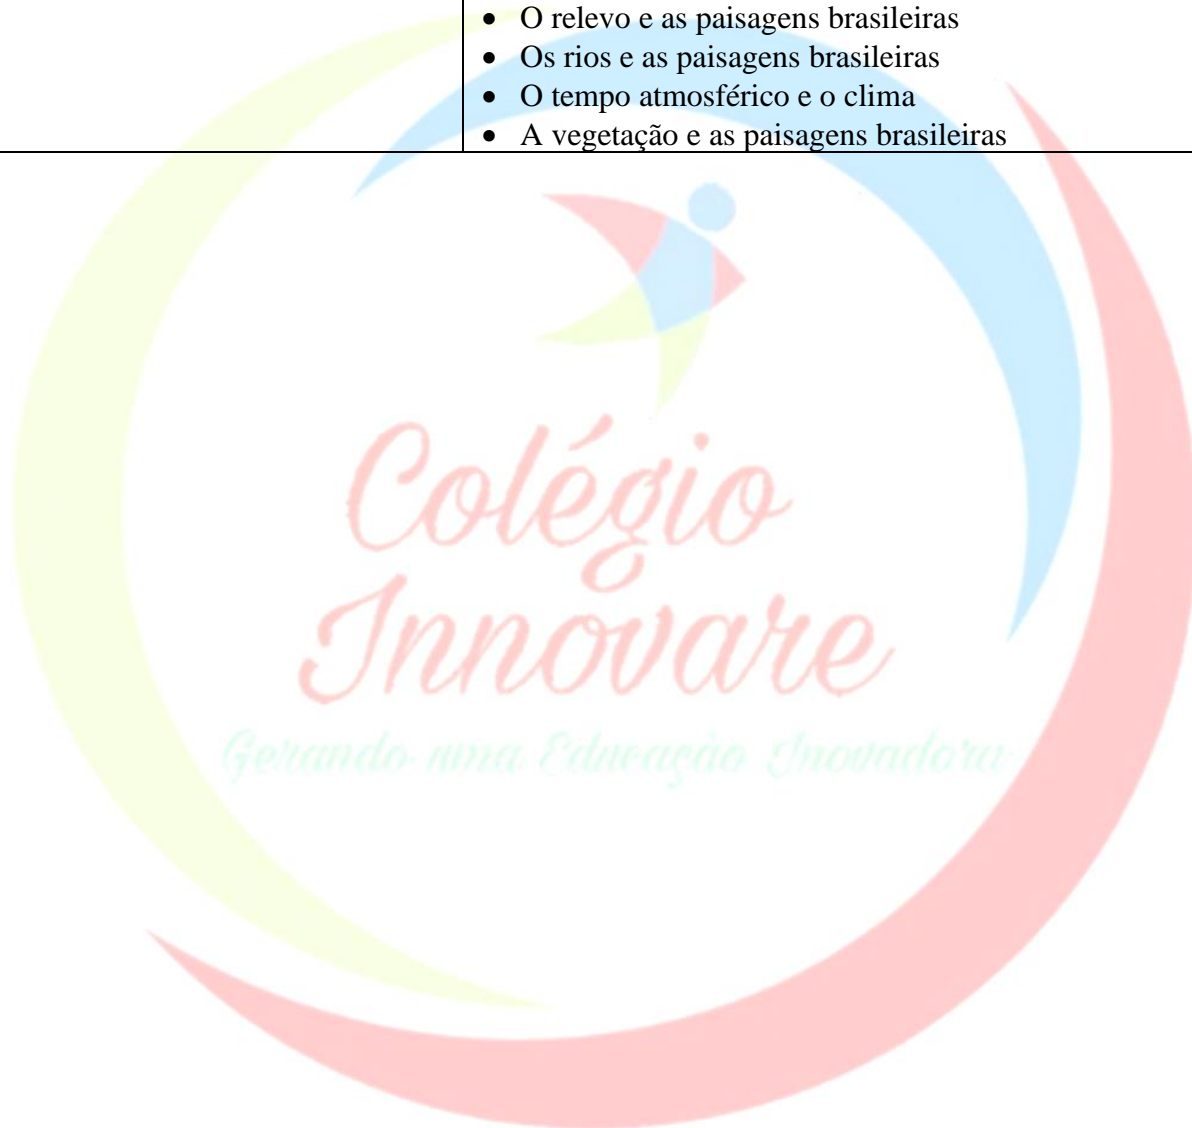 • O relevo e as paisagens brasileiras
• Os rios e as paisagens brasileiras
• O tempo atmosférico e o clima
• A vegetação e as paisagens brasileiras
Colégio
Innovare
Gerando uma Educação Inovadora